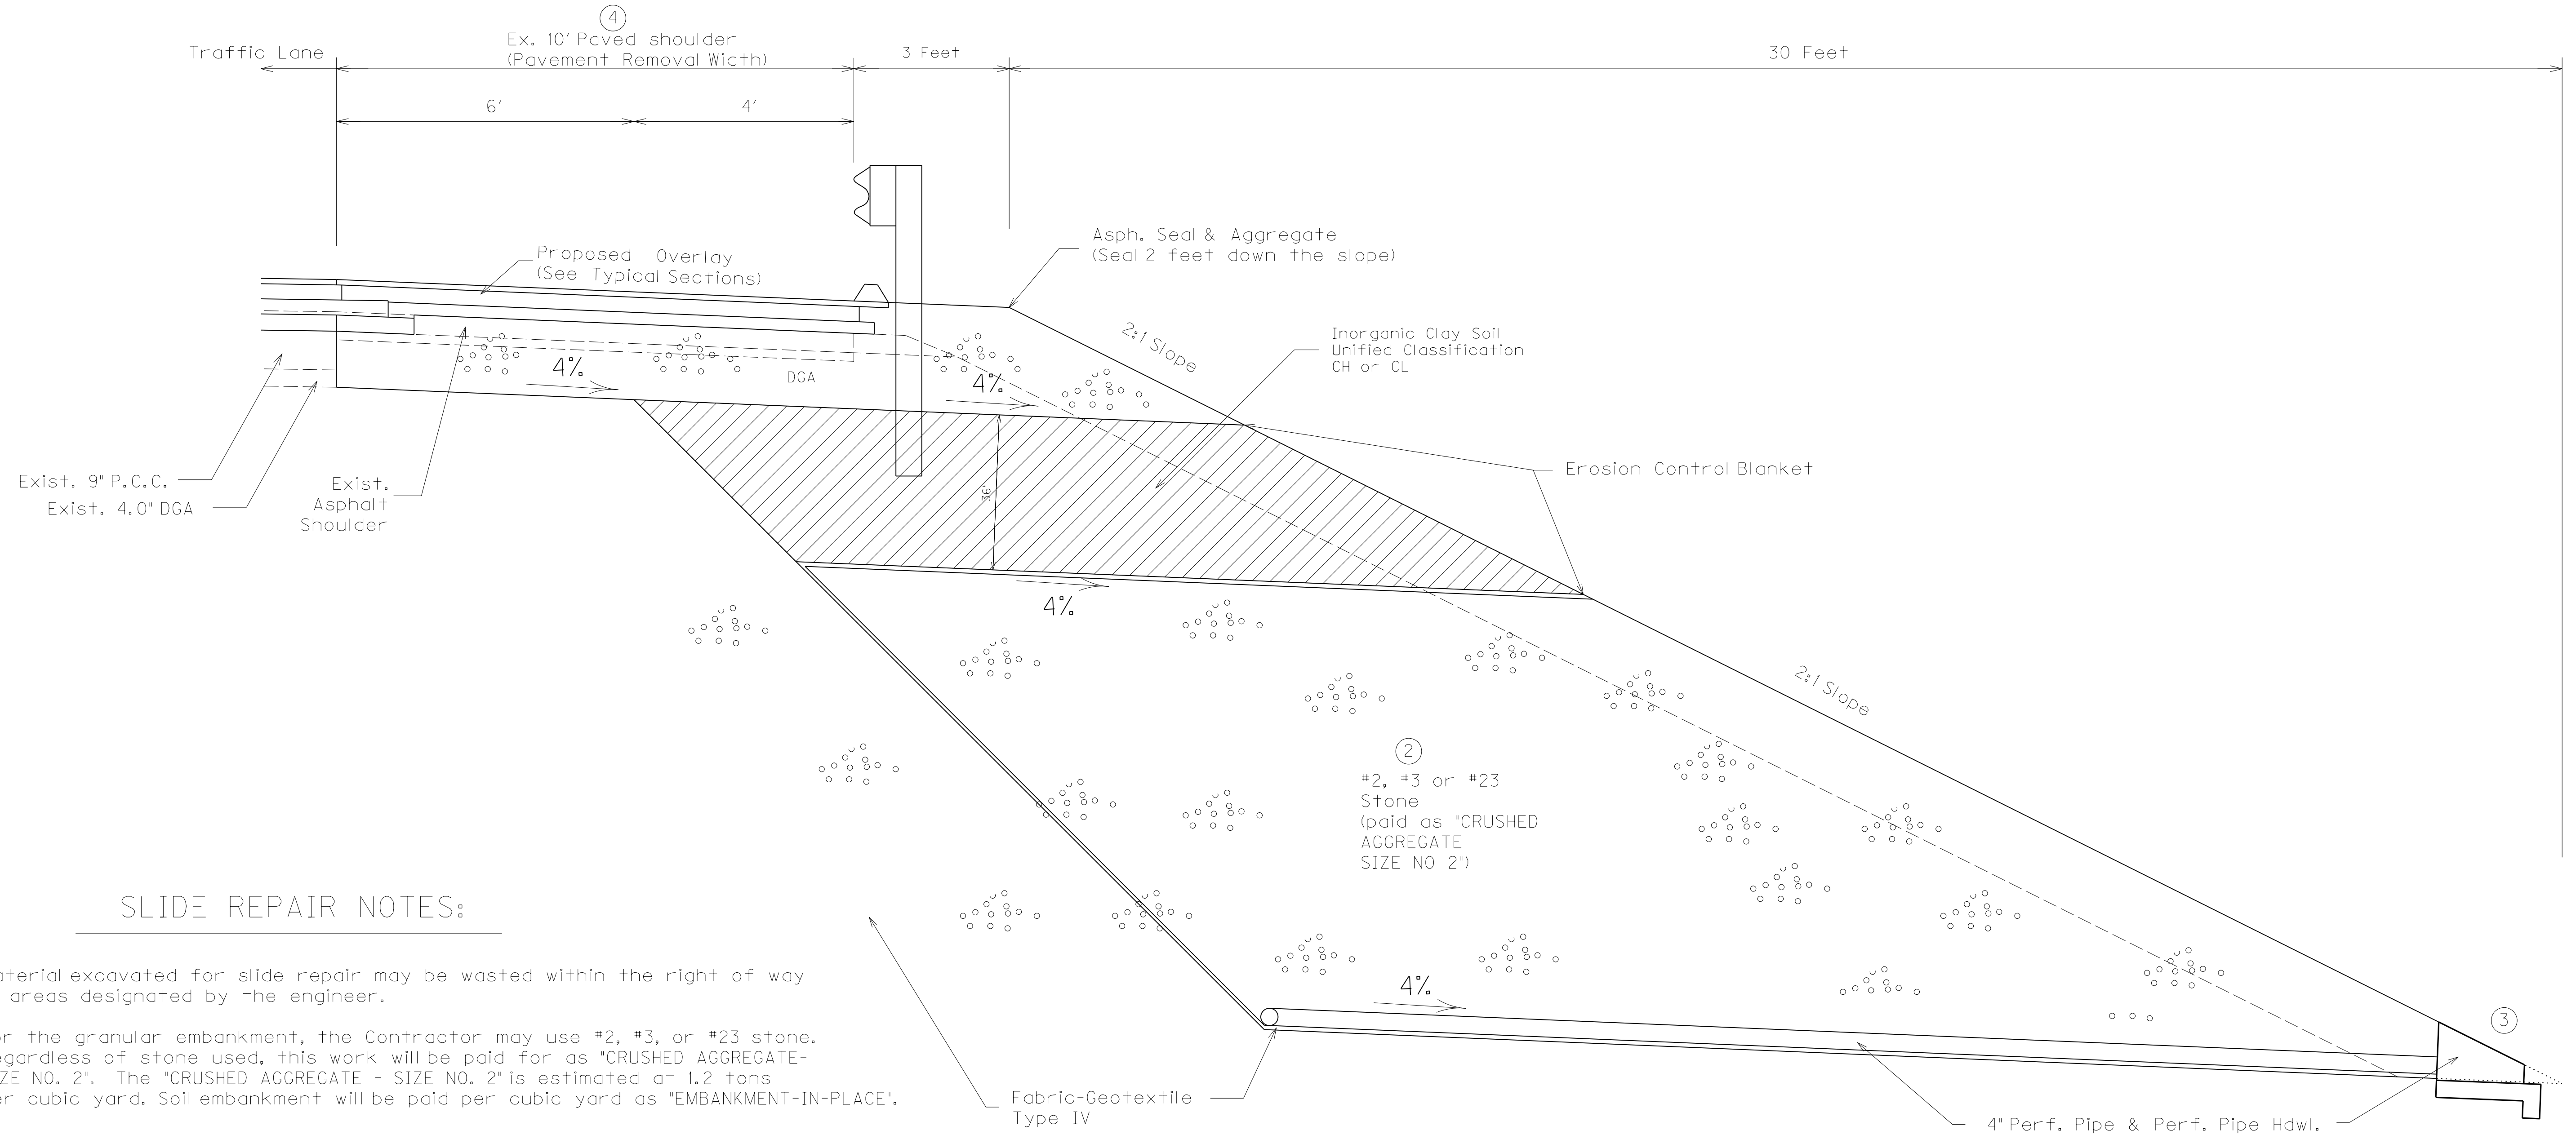 4
Ex. 10' Paved shoulder
(Pavement Removal Width)
Traffic Lane
3 Feet
30 Feet
6'
4'
Proposed Overlay
(See Typical Sections)
Asph. Seal & Aggregate
(Seal 2 feet down the slope)
2:1 Slope
Inorganic Clay Soil
Unified Classification
CH or CL
4%
DGA
4%
Erosion Control Blanket
Exist. 9" P.C.C.
Exist. 4.0" DGA
Exist.
Asphalt
Shoulder
36"
4%
2:1 Slope
2
#2, #3 or #23
Stone
(paid as "CRUSHED
AGGREGATE
SIZE NO 2")
SLIDE REPAIR NOTES:
aterial excavated for slide repair may be wasted within the right of way
areas designated by the engineer.
or the granular embankment, the Contractor may use #2, #3, or #23 stone.
egardless of stone used, this work will be paid for as "CRUSHED AGGREGATE-
ZE NO. 2". The "CRUSHED AGGREGATE - SIZE NO. 2" is estimated at 1.2 tons
er cubic yard. Soil embankment will be paid per cubic yard as "EMBANKMENT-IN-PLACE".
4%
3
Fabric-Geotextile
Type IV
4" Perf. Pipe & Perf. Pipe Hdwl.